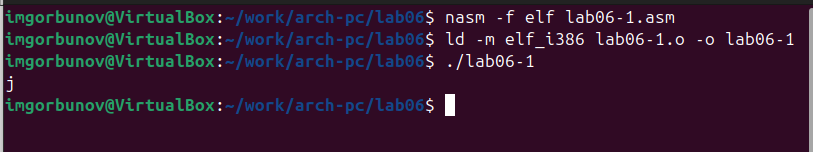 imgorbunov@VirtualBox:~/work/arch-pc/lab06$ nasm -f elf lab06-1.asm
imgorbunov@VirtualBox:~/work/arch-pc/lab06$ ld -m elf_i386 lab06-1.o -o lab06-1
imgorbunov@VirtualBox:~/work/arch-pc/lab06$ ./lab06-1
j
imgorbunov@VirtualBox:~/work/arch-pc/lab06$